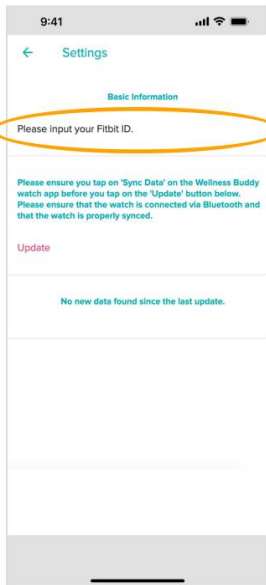 9:41
Settings
Basic Information
Please input your Fitbit ID.
Please ensure you tap on 'Sync Data' on the Wellness Buddy
watch app before you tap on the 'Update' button below.
Please ensure that the watch is connected via Bluetooth and
that the watch is properly synced.
Update
No new data found since the last update.